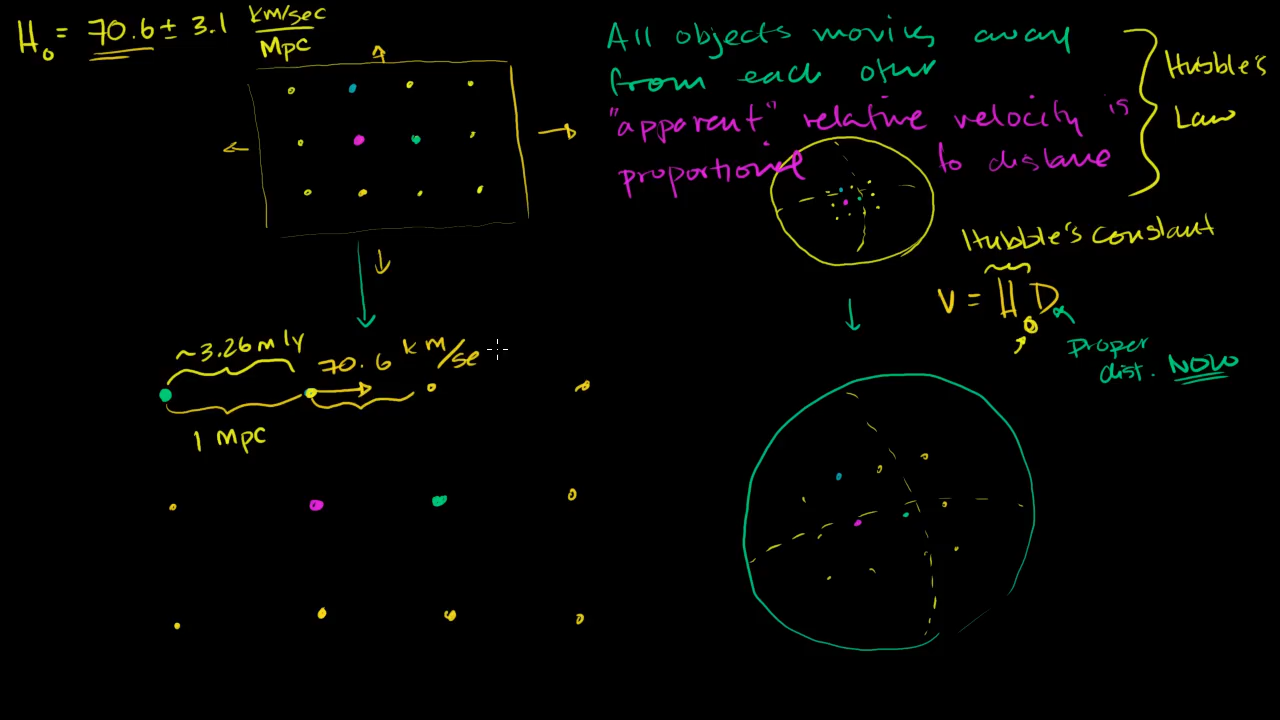 H₀ = 70.6 ± 3.1 km/sec
Mpc
All objects moving away
from each other
"apparent" relative velocity is
proportional to distance
Hubble's
Law
Hubble's constant
V = H₀ D
Proper
dist. NOW
~3.26 mly
70.6 km/se
1 Mpc